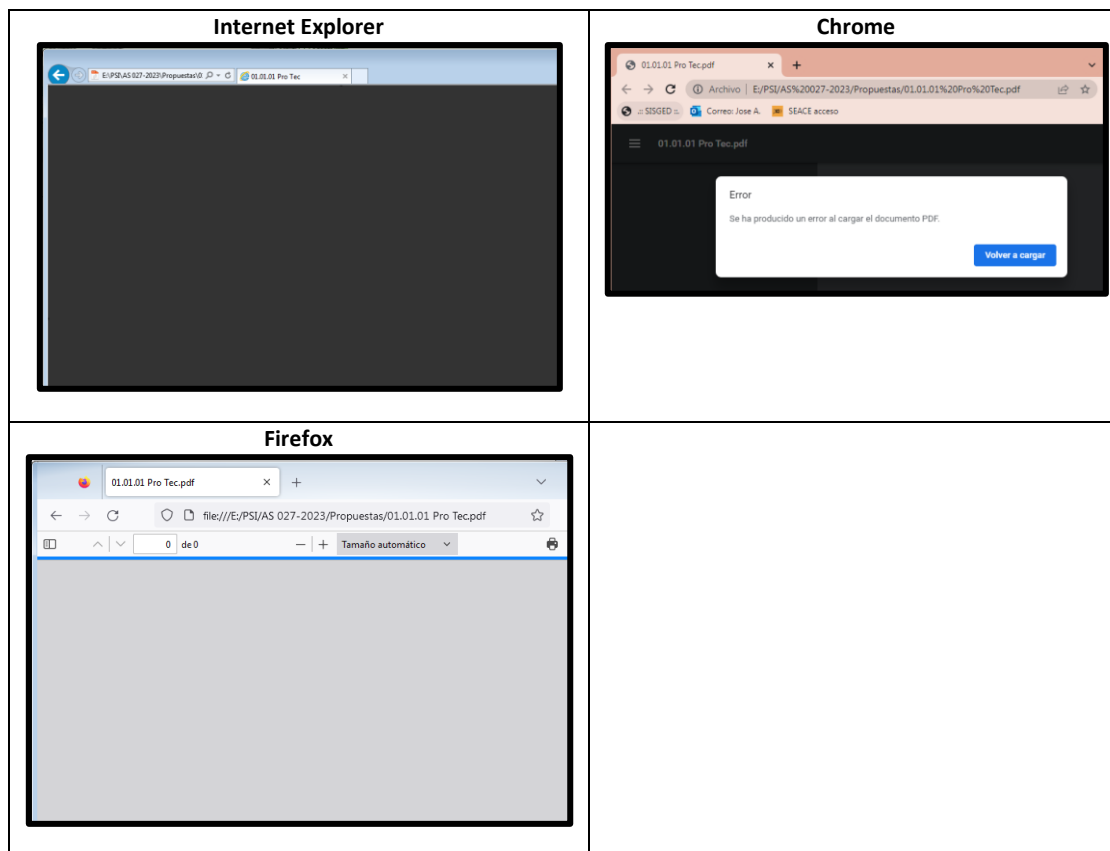 Internet Explorer
E:\PSI\AS 027-2023\Propuestas\0
01.01.01 Pro Tec
Chrome
01.01.01 Pro Tec.pdf
Archivo | E:/PSI/AS%20027-2023/Propuestas/01.01.01%20Pro%20Tec.pdf
.:: SISGED ::. Correo: Jose A. SEACE acceso
01.01.01 Pro Tec.pdf
Error
Se ha producido un error al cargar el documento PDF.
Volver a cargar
Firefox
01.01.01 Pro Tec.pdf
file:///E:/PSI/AS 027-2023/Propuestas/01.01.01 Pro Tec.pdf
0 de 0 Tamaño automático